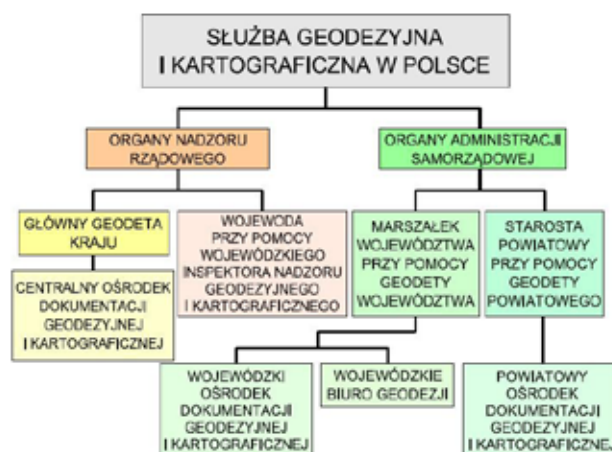 SŁUŻBA GEODEZYJNA
I KARTOGRAFICZNA W POLSCE
ORGANY NADZORU
RZĄDOWEGO
ORGANY ADMINISTRACJI
SAMORZĄDOWEJ
GŁÓWNY GEODETA
KRAJU
WOJEWODA
PRZY POMOCY
WOJEWÓDZKIEGO
INSPEKTORA NADZORU
GEODEZYJNEGO
I KARTOGRAFICZNEGO
MARSZAŁEK
WOJEWÓDZTWA
PRZY POMOCY
GEODETY
WOJEWÓDZTWA
STAROSTA
POWIATOWY
PRZY POMOCY
GEODETY
POWIATOWEGO
CENTRALNY OŚRODEK
DOKUMENTACJI
GEODEZYJNEJ
I KARTOGRAFICZNEJ
WOJEWÓDZKI
OŚRODEK
DOKUMENTACJI
GEODEZYJNEJ
I KARTOGRAFICZNEJ
WOJEWÓDZKIE
BIURO GEODEZJI
POWIATOWY
OŚRODEK
DOKUMENTACJI
GEODEZYJNEJ
I KARTOGRAFICZNEJ